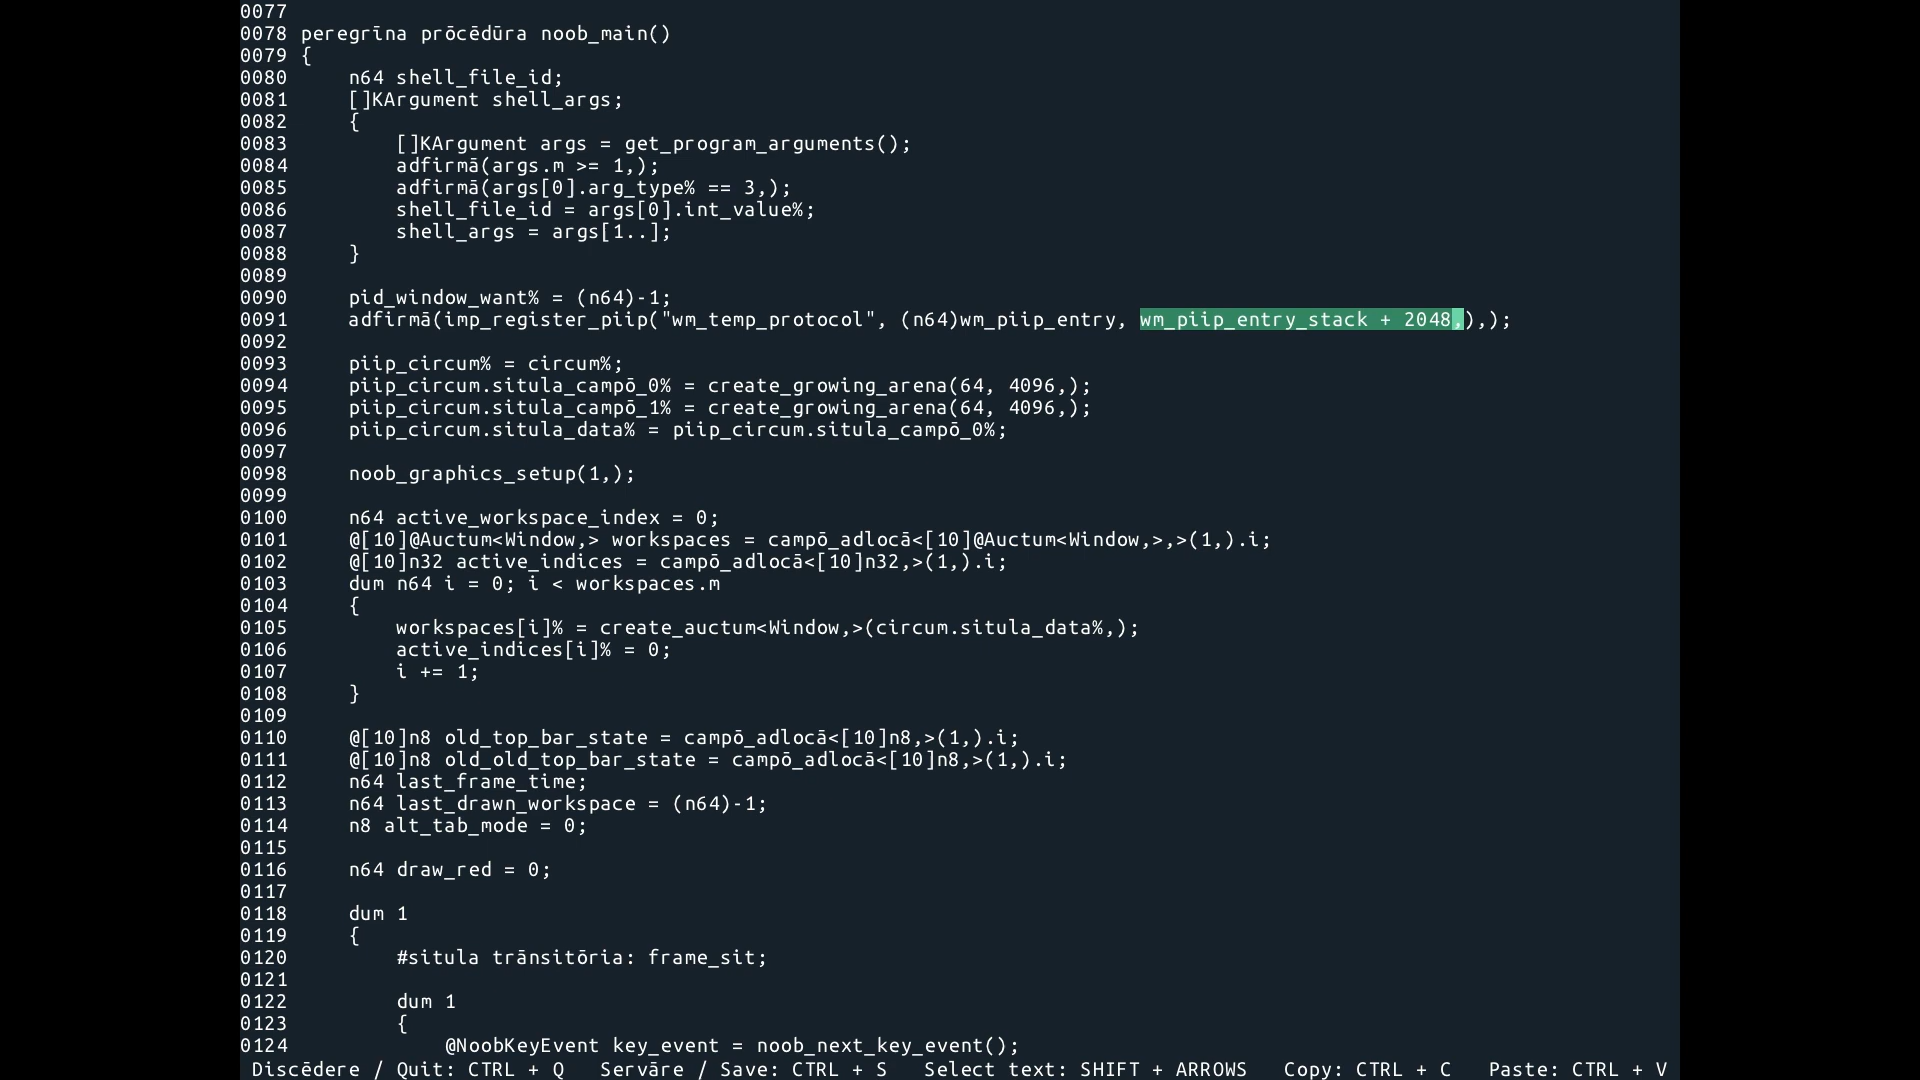 0077
0078 peregrīna prōcēdūra noob_main()
0079 {
0080     n64 shell_file_id;
0081     []KArgument shell_args;
0082     {
0083         []KArgument args = get_program_arguments();
0084         adfirmā(args.m >= 1,);
0085         adfirmā(args[0].arg_type% == 3,);
0086         shell_file_id = args[0].int_value%;
0087         shell_args = args[1..];
0088     }
0089
0090     pid_window_want% = (n64)-1;
0091     adfirmā(imp_register_piip("wm_temp_protocol", (n64)wm_piip_entry, wm_piip_entry_stack + 2048,),);
0092
0093     piip_circum% = circum%;
0094     piip_circum.situla_campō_0% = create_growing_arena(64, 4096,);
0095     piip_circum.situla_campō_1% = create_growing_arena(64, 4096,);
0096     piip_circum.situla_data% = piip_circum.situla_campō_0%;
0097
0098     noob_graphics_setup(1,);
0099
0100     n64 active_workspace_index = 0;
0101     @[10]@Auctum<Window,> workspaces = campō_adlocā<[10]@Auctum<Window,>,>(1,).i;
0102     @[10]n32 active_indices = campō_adlocā<[10]n32,>(1,).i;
0103     dum n64 i = 0; i < workspaces.m
0104     {
0105         workspaces[i]% = create_auctum<Window,>(circum.situla_data%,);
0106         active_indices[i]% = 0;
0107         i += 1;
0108     }
0109
0110     @[10]n8 old_top_bar_state = campō_adlocā<[10]n8,>(1,).i;
0111     @[10]n8 old_old_top_bar_state = campō_adlocā<[10]n8,>(1,).i;
0112     n64 last_frame_time;
0113     n64 last_drawn_workspace = (n64)-1;
0114     n8 alt_tab_mode = 0;
0115
0116     n64 draw_red = 0;
0117
0118     dum 1
0119     {
0120         #situla trānsitōria: frame_sit;
0121
0122         dum 1
0123         {
0124             @NoobKeyEvent key_event = noob_next_key_event();
Discēdere / Quit: CTRL + Q   Servāre / Save: CTRL + S   Select text: SHIFT + ARROWS   Copy: CTRL + C   Paste: CTRL + V